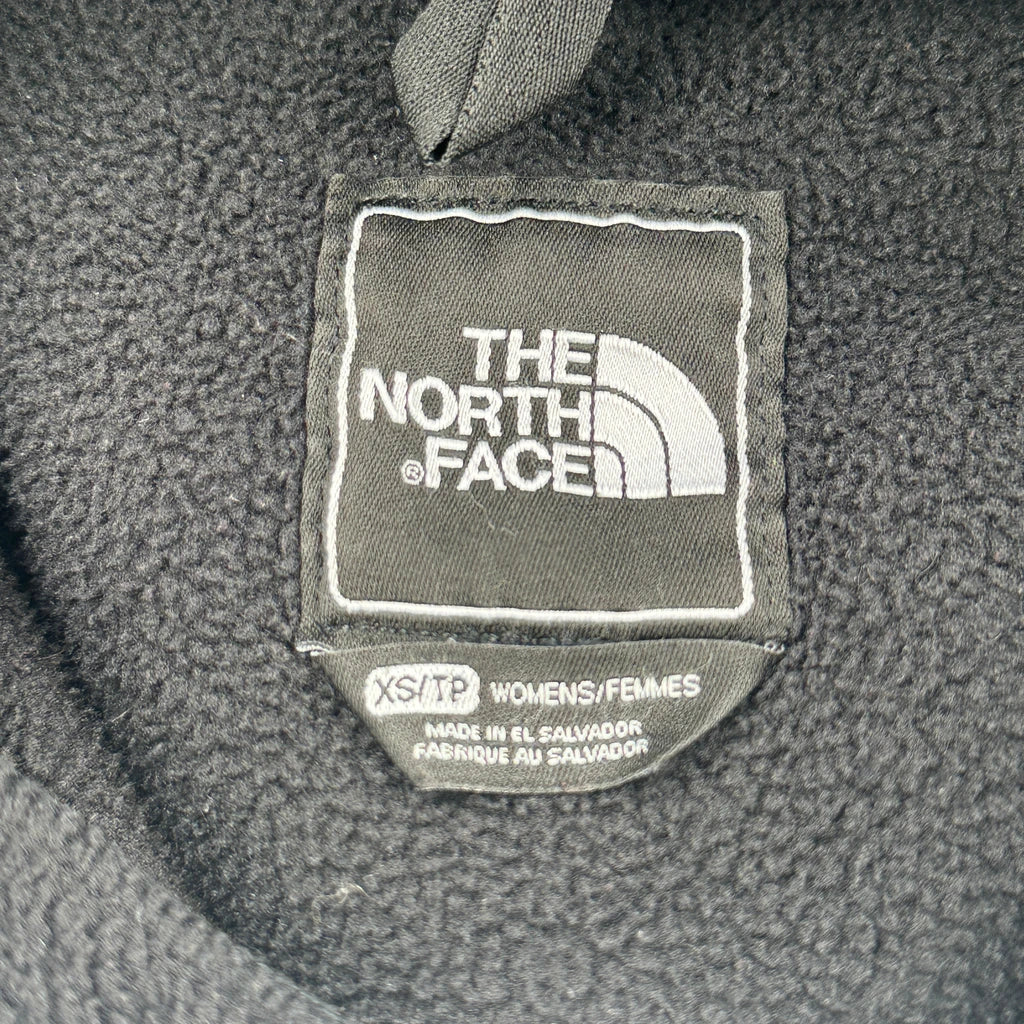 THE
NORTH
®FACE
XS/TP WOMENS/FEMMES
MADE IN EL SALVADOR
FABRIQUE AU SALVADOR